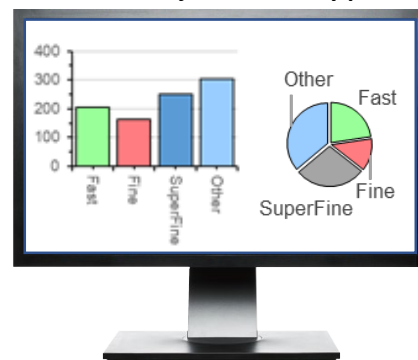 400
300
200
100
0
Fast
Fine
SuperFine
Other
Other
Fast
Fine
SuperFine